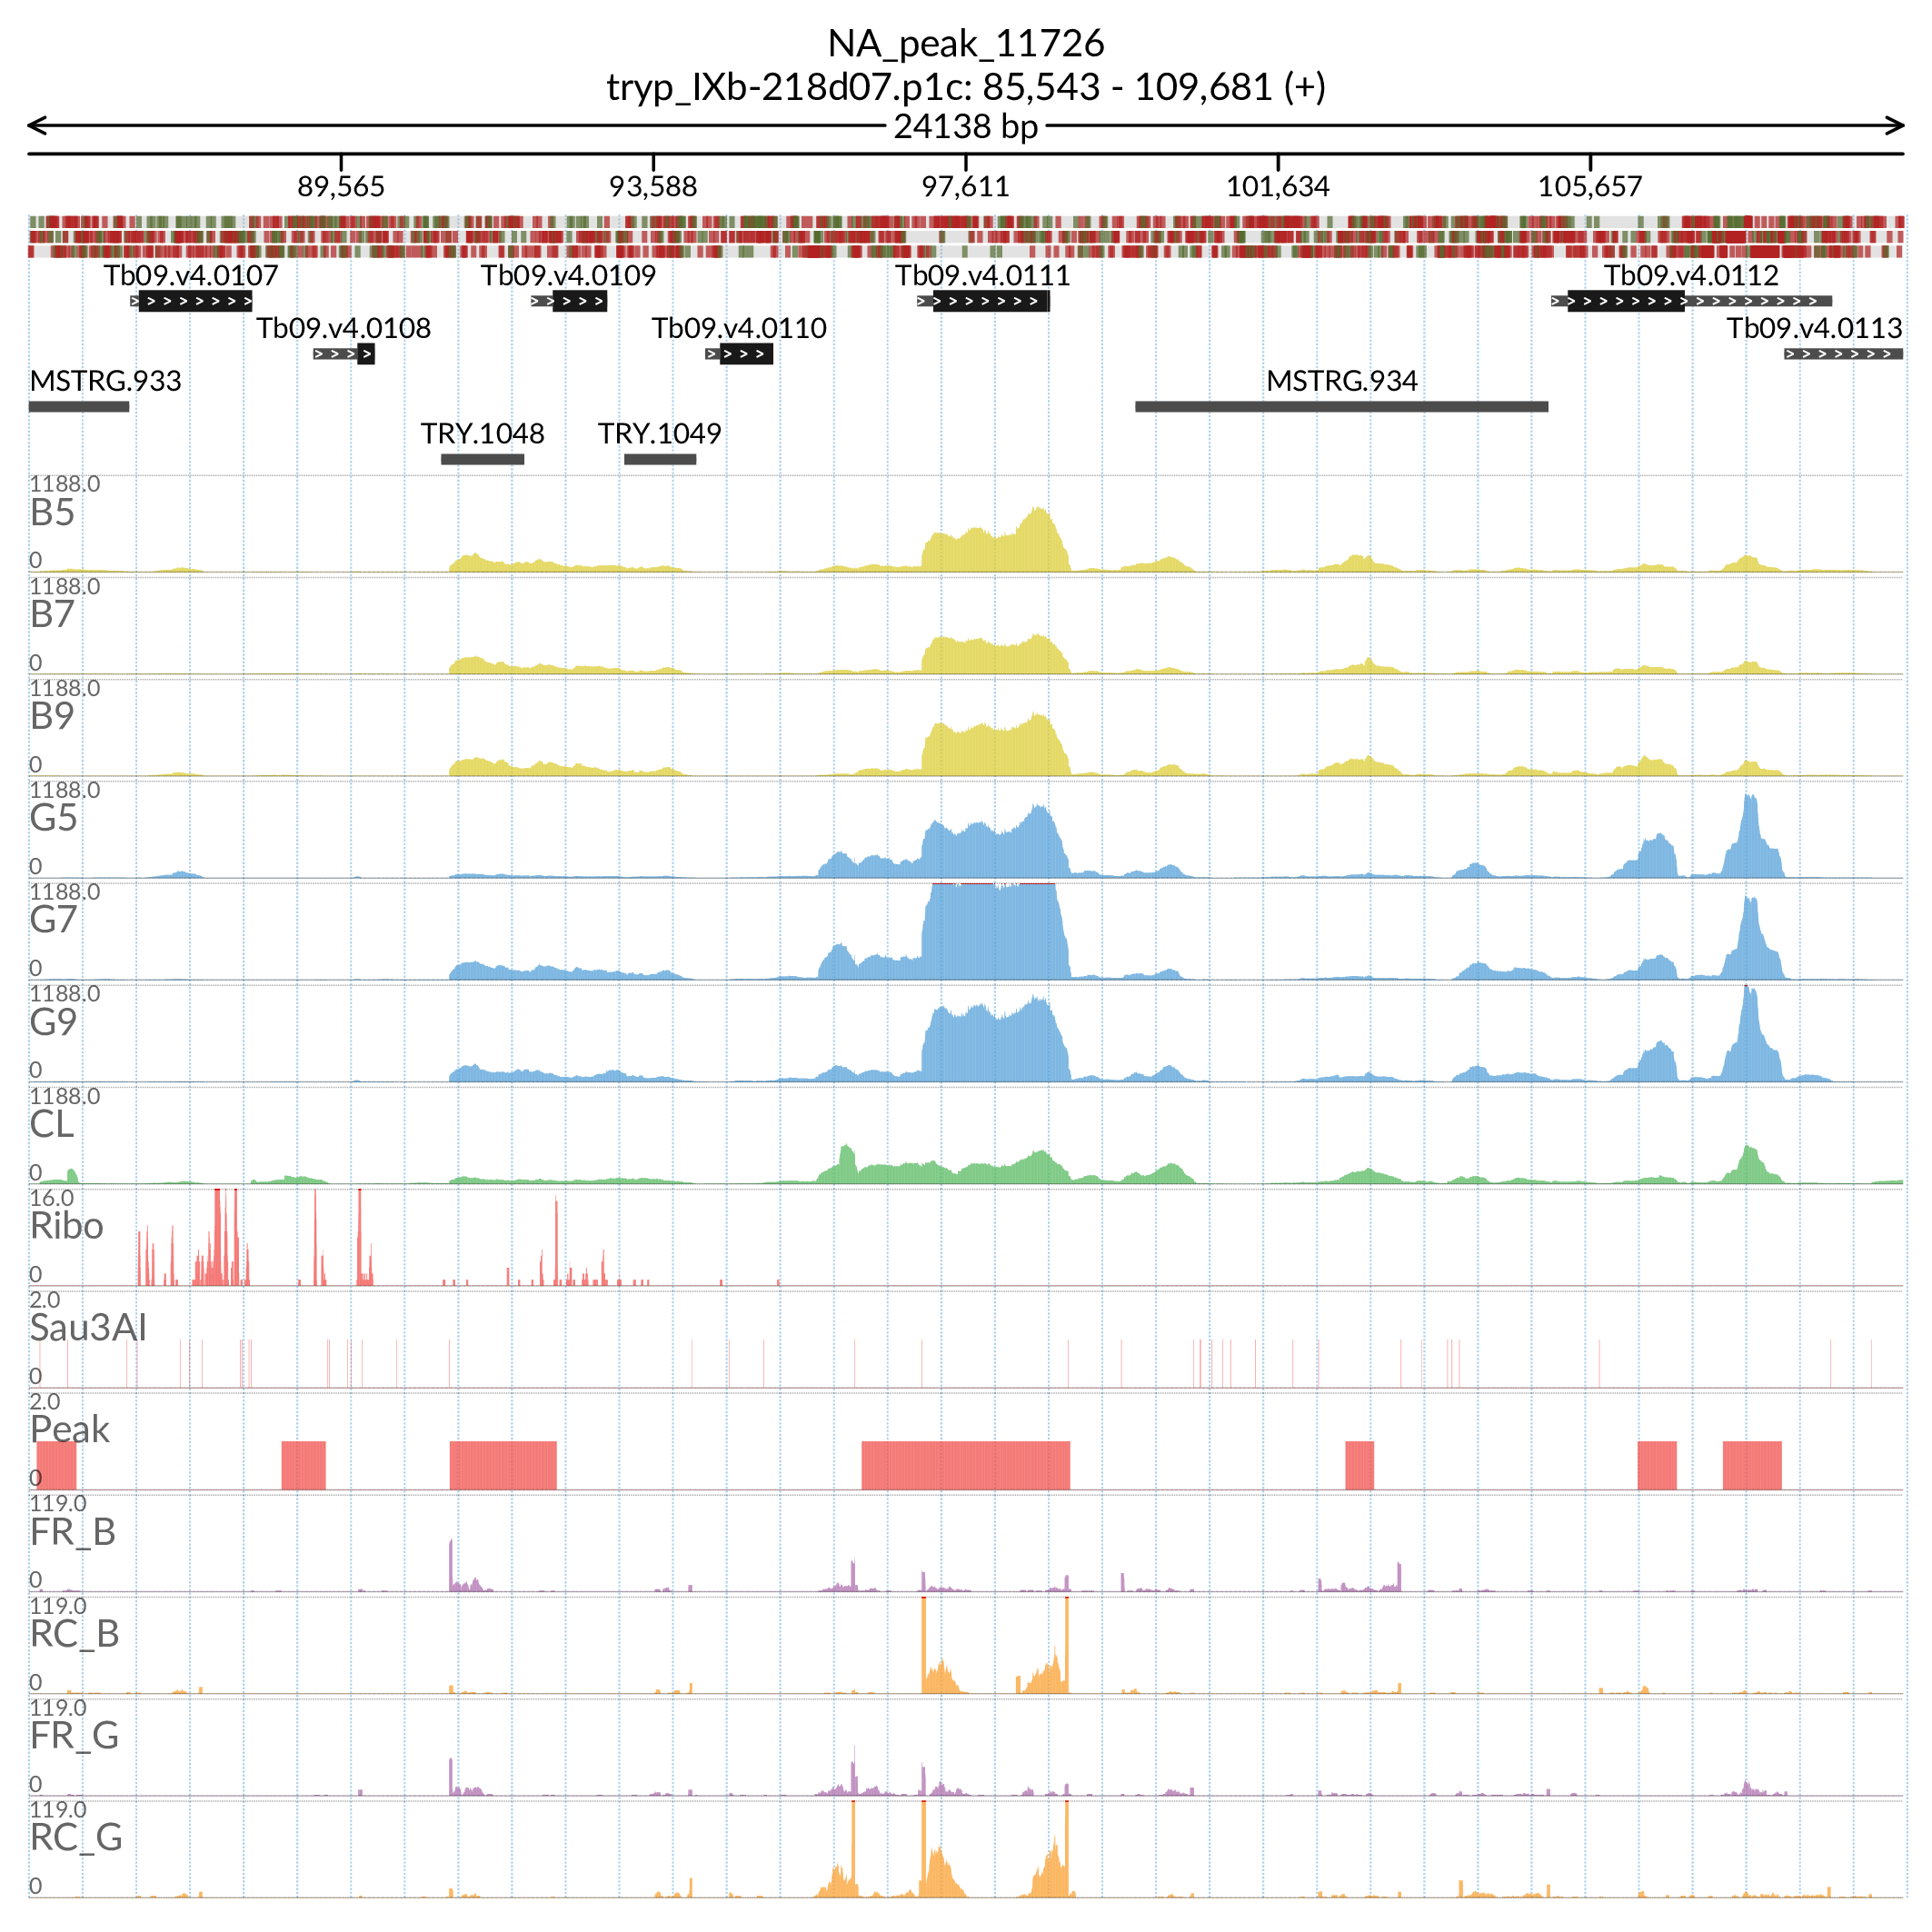 NA_peak_11726
tryp_IXb-218d07.p1c: 85,543 - 109,681 (+)
24138 bp
89,565 93,588 97,611 101,634 105,657
Tb09.v4.0107 Tb09.v4.0109 Tb09.v4.0111 Tb09.v4.0112
Tb09.v4.0108 Tb09.v4.0110 Tb09.v4.0113
MSTRG.933 MSTRG.934
TRY.1048 TRY.1049
1188.0
B5
0
1188.0
B7
0
1188.0
B9
0
1188.0
G5
0
1188.0
G7
0
1188.0
G9
0
1188.0
CL
0
16.0
Ribo
0
2.0
Sau3AI
0
2.0
Peak
0
119.0
FR_B
0
119.0
RC_B
0
119.0
FR_G
0
119.0
RC_G
0